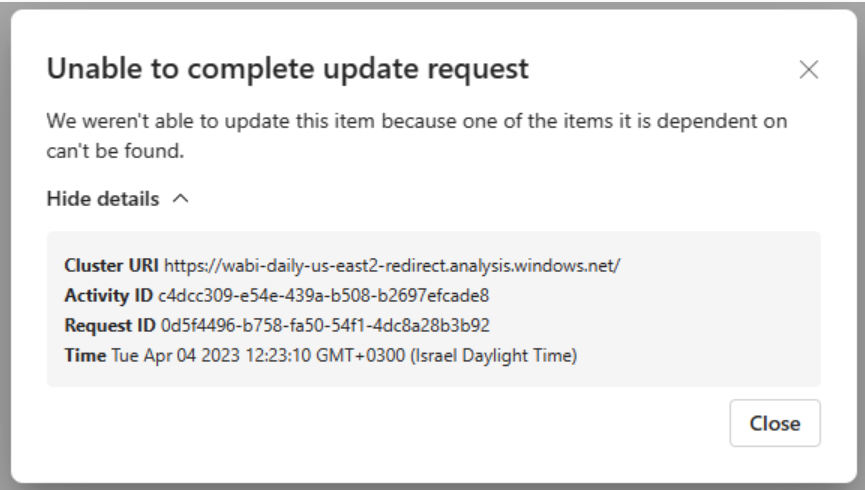 Unable to complete update request
We weren't able to update this item because one of the items it is dependent on
can't be found.
Hide details
Cluster URI https://wabi-daily-us-east2-redirect.analysis.windows.net/
Activity ID c4dcc309-e54e-439a-b508-b2697efcade8
Request ID 0d5f4496-b758-fa50-54f1-4dc8a28b3b92
Time Tue Apr 04 2023 12:23:10 GMT+0300 (Israel Daylight Time)
Close